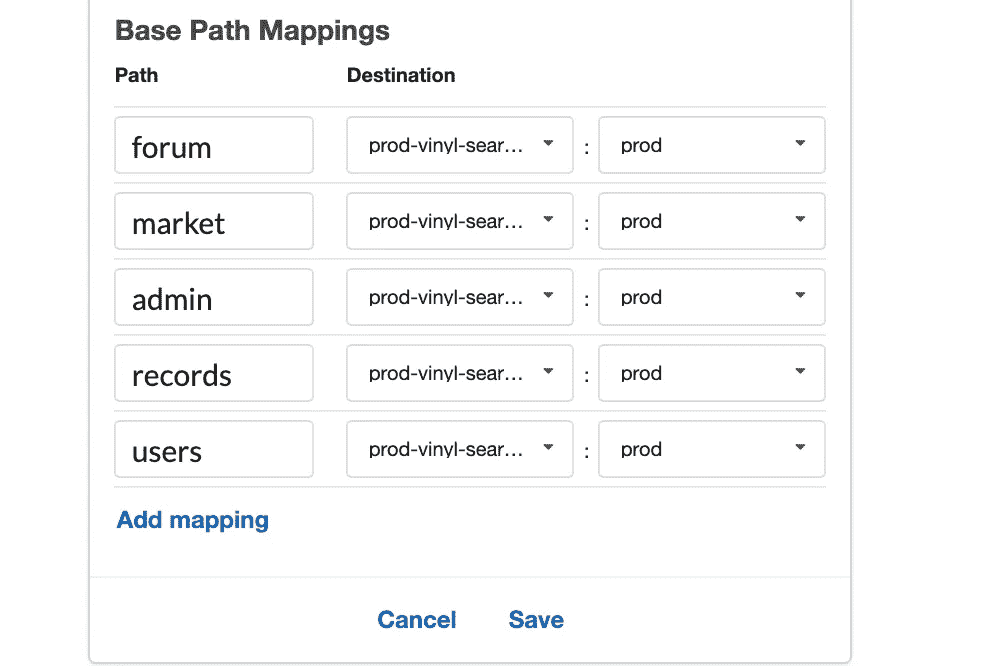 Base Path Mappings
Path Destination
forum prod-vinyl-sear... : prod
market prod-vinyl-sear... : prod
admin prod-vinyl-sear... : prod
records prod-vinyl-sear... : prod
users prod-vinyl-sear... : prod
Add mapping
Cancel Save